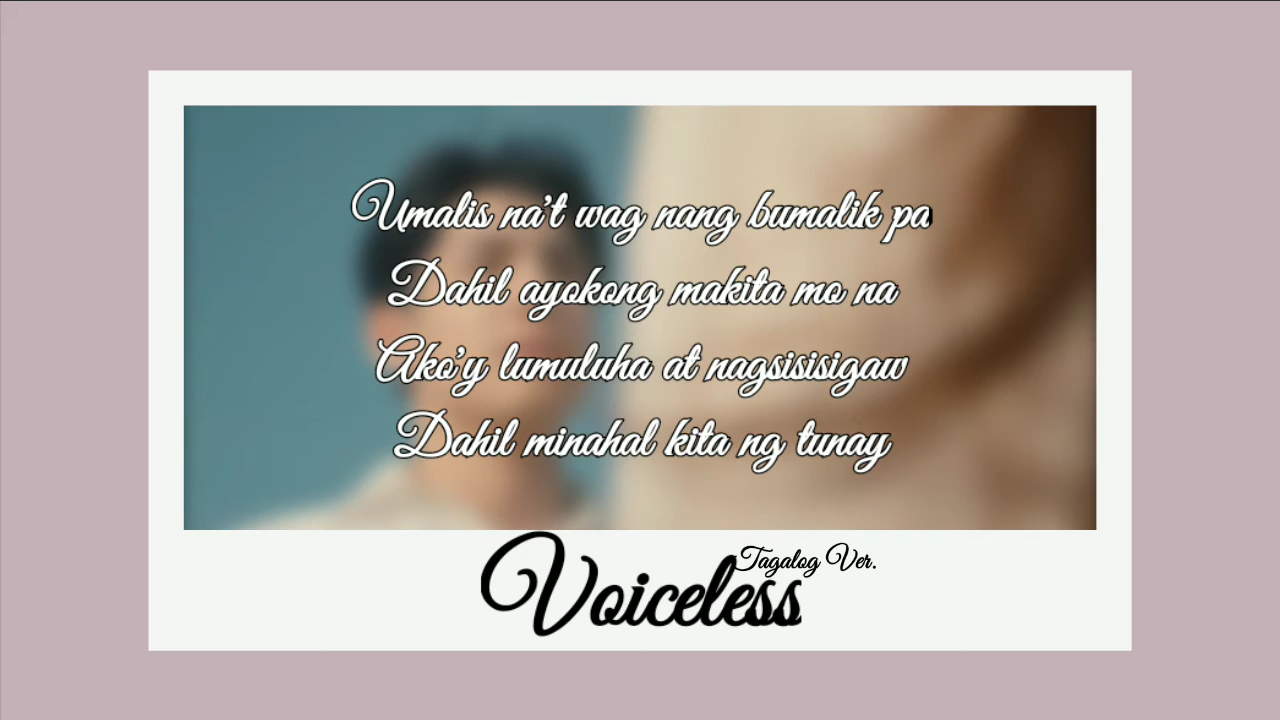 Umalis na't wag nang bumalik pa
Dahil ayokong makita mo na
Ako'y lumuluha at nagsisisigaw
Dahil minahal kita ng tunay
Tagalog Ver.
Voiceless